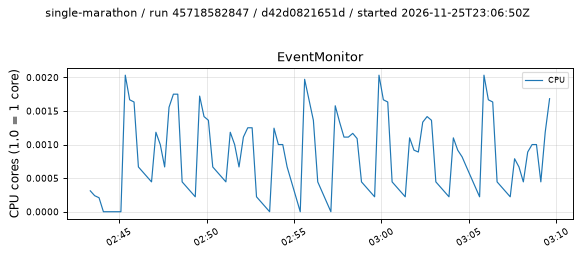 single-marathon / run 45718582847 / d42d0821651d / started 2026-11-25T23:06:50Z
EventMonitor
CPU cores (1.0 = 1 core)
0.0020
0.0015
0.0010
0.0005
0.0000
CPU
02:45
02:50
02:55
03:00
03:05
03:10